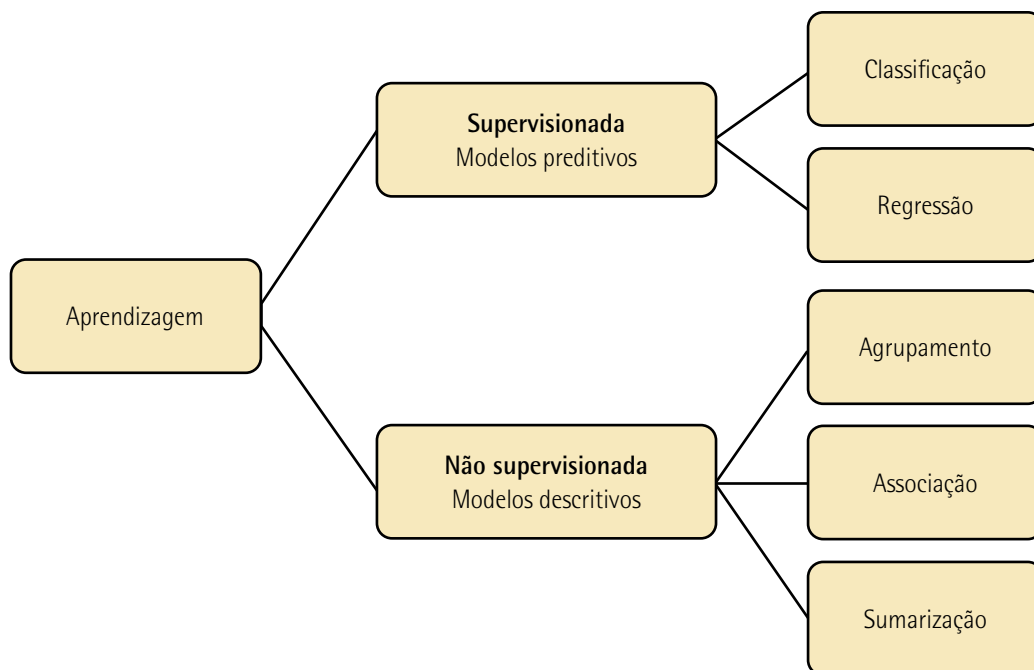 Aprendizagem
Supervisionada
Modelos preditivos
Classificação
Regressão
Não supervisionada
Modelos descritivos
Agrupamento
Associação
Sumarização